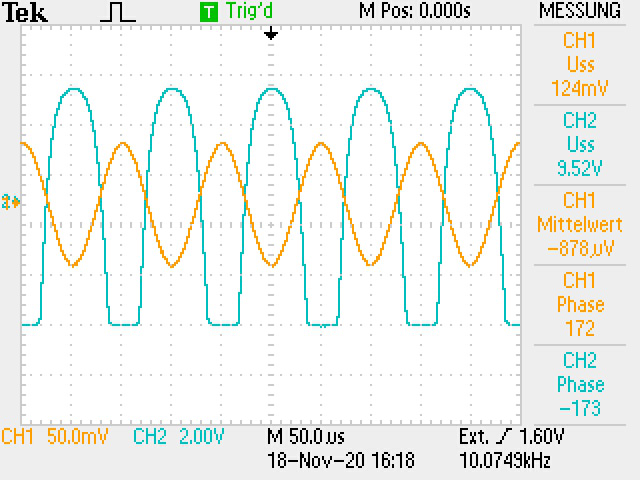 Tek T Trig'd M Pos: 0.000s MESSUNG
CH1
Uss
124mV
CH2
Uss
9.52V
CH1
Mittelwert
-878µV
CH1
Phase
172
CH2
Phase
-173
CH1 50.0mV CH2 2.00V M 50.0us Ext. 1.60V
18-Nov-20 16:18 10.0749kHz